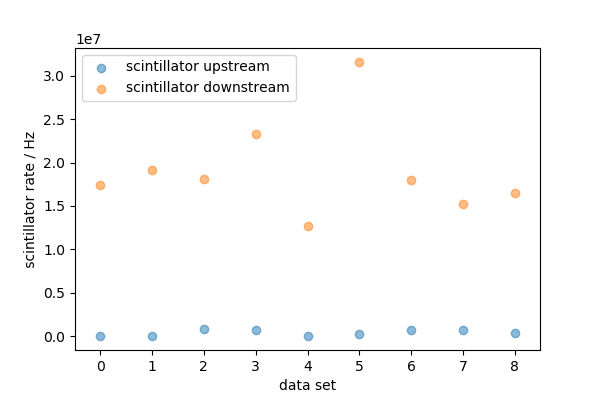 1e7
scintillator upstream
scintillator downstream
3.0
2.5
2.0
1.5
1.0
0.5
0.0
scintillator rate / Hz
0 1 2 3 4 5 6 7 8
data set